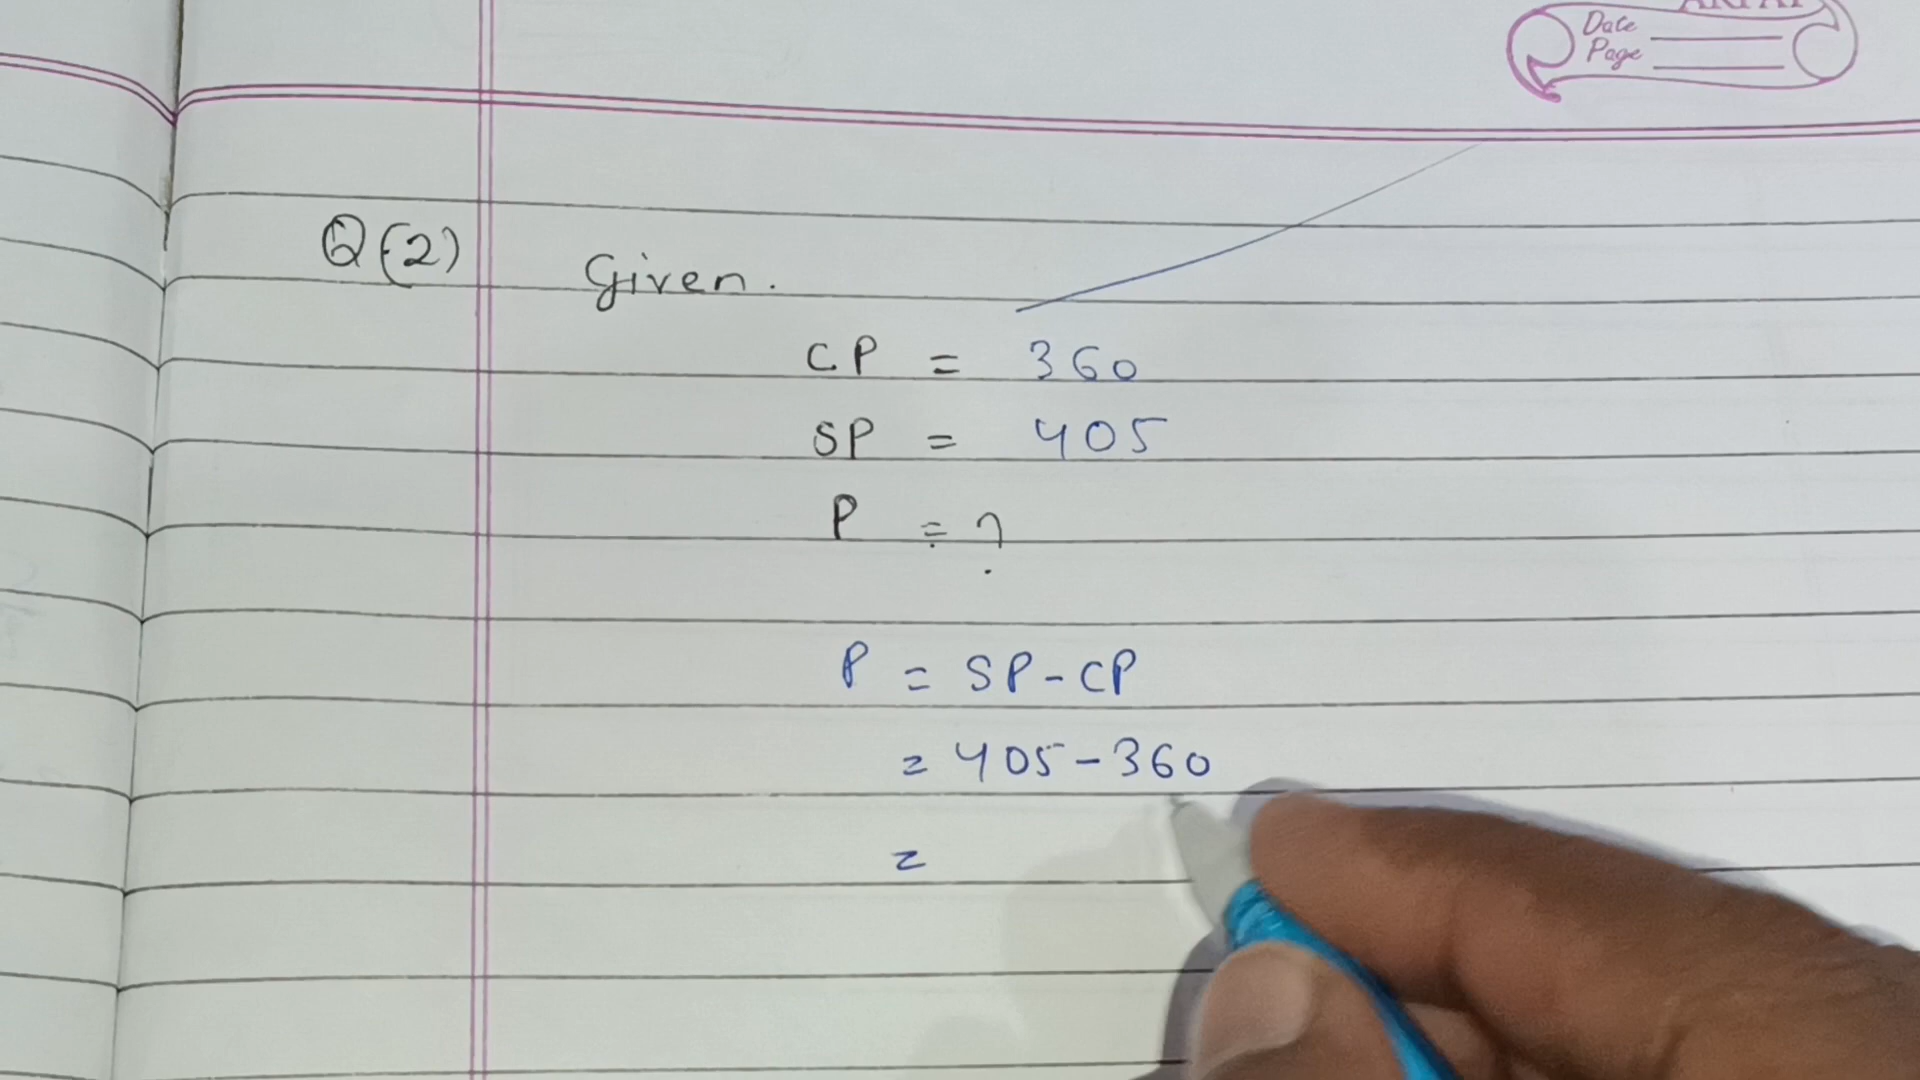 Date
Page
Q(2) Given.
CP = 360
SP = 405
P = ?
P = SP - CP
= 405 - 360
=